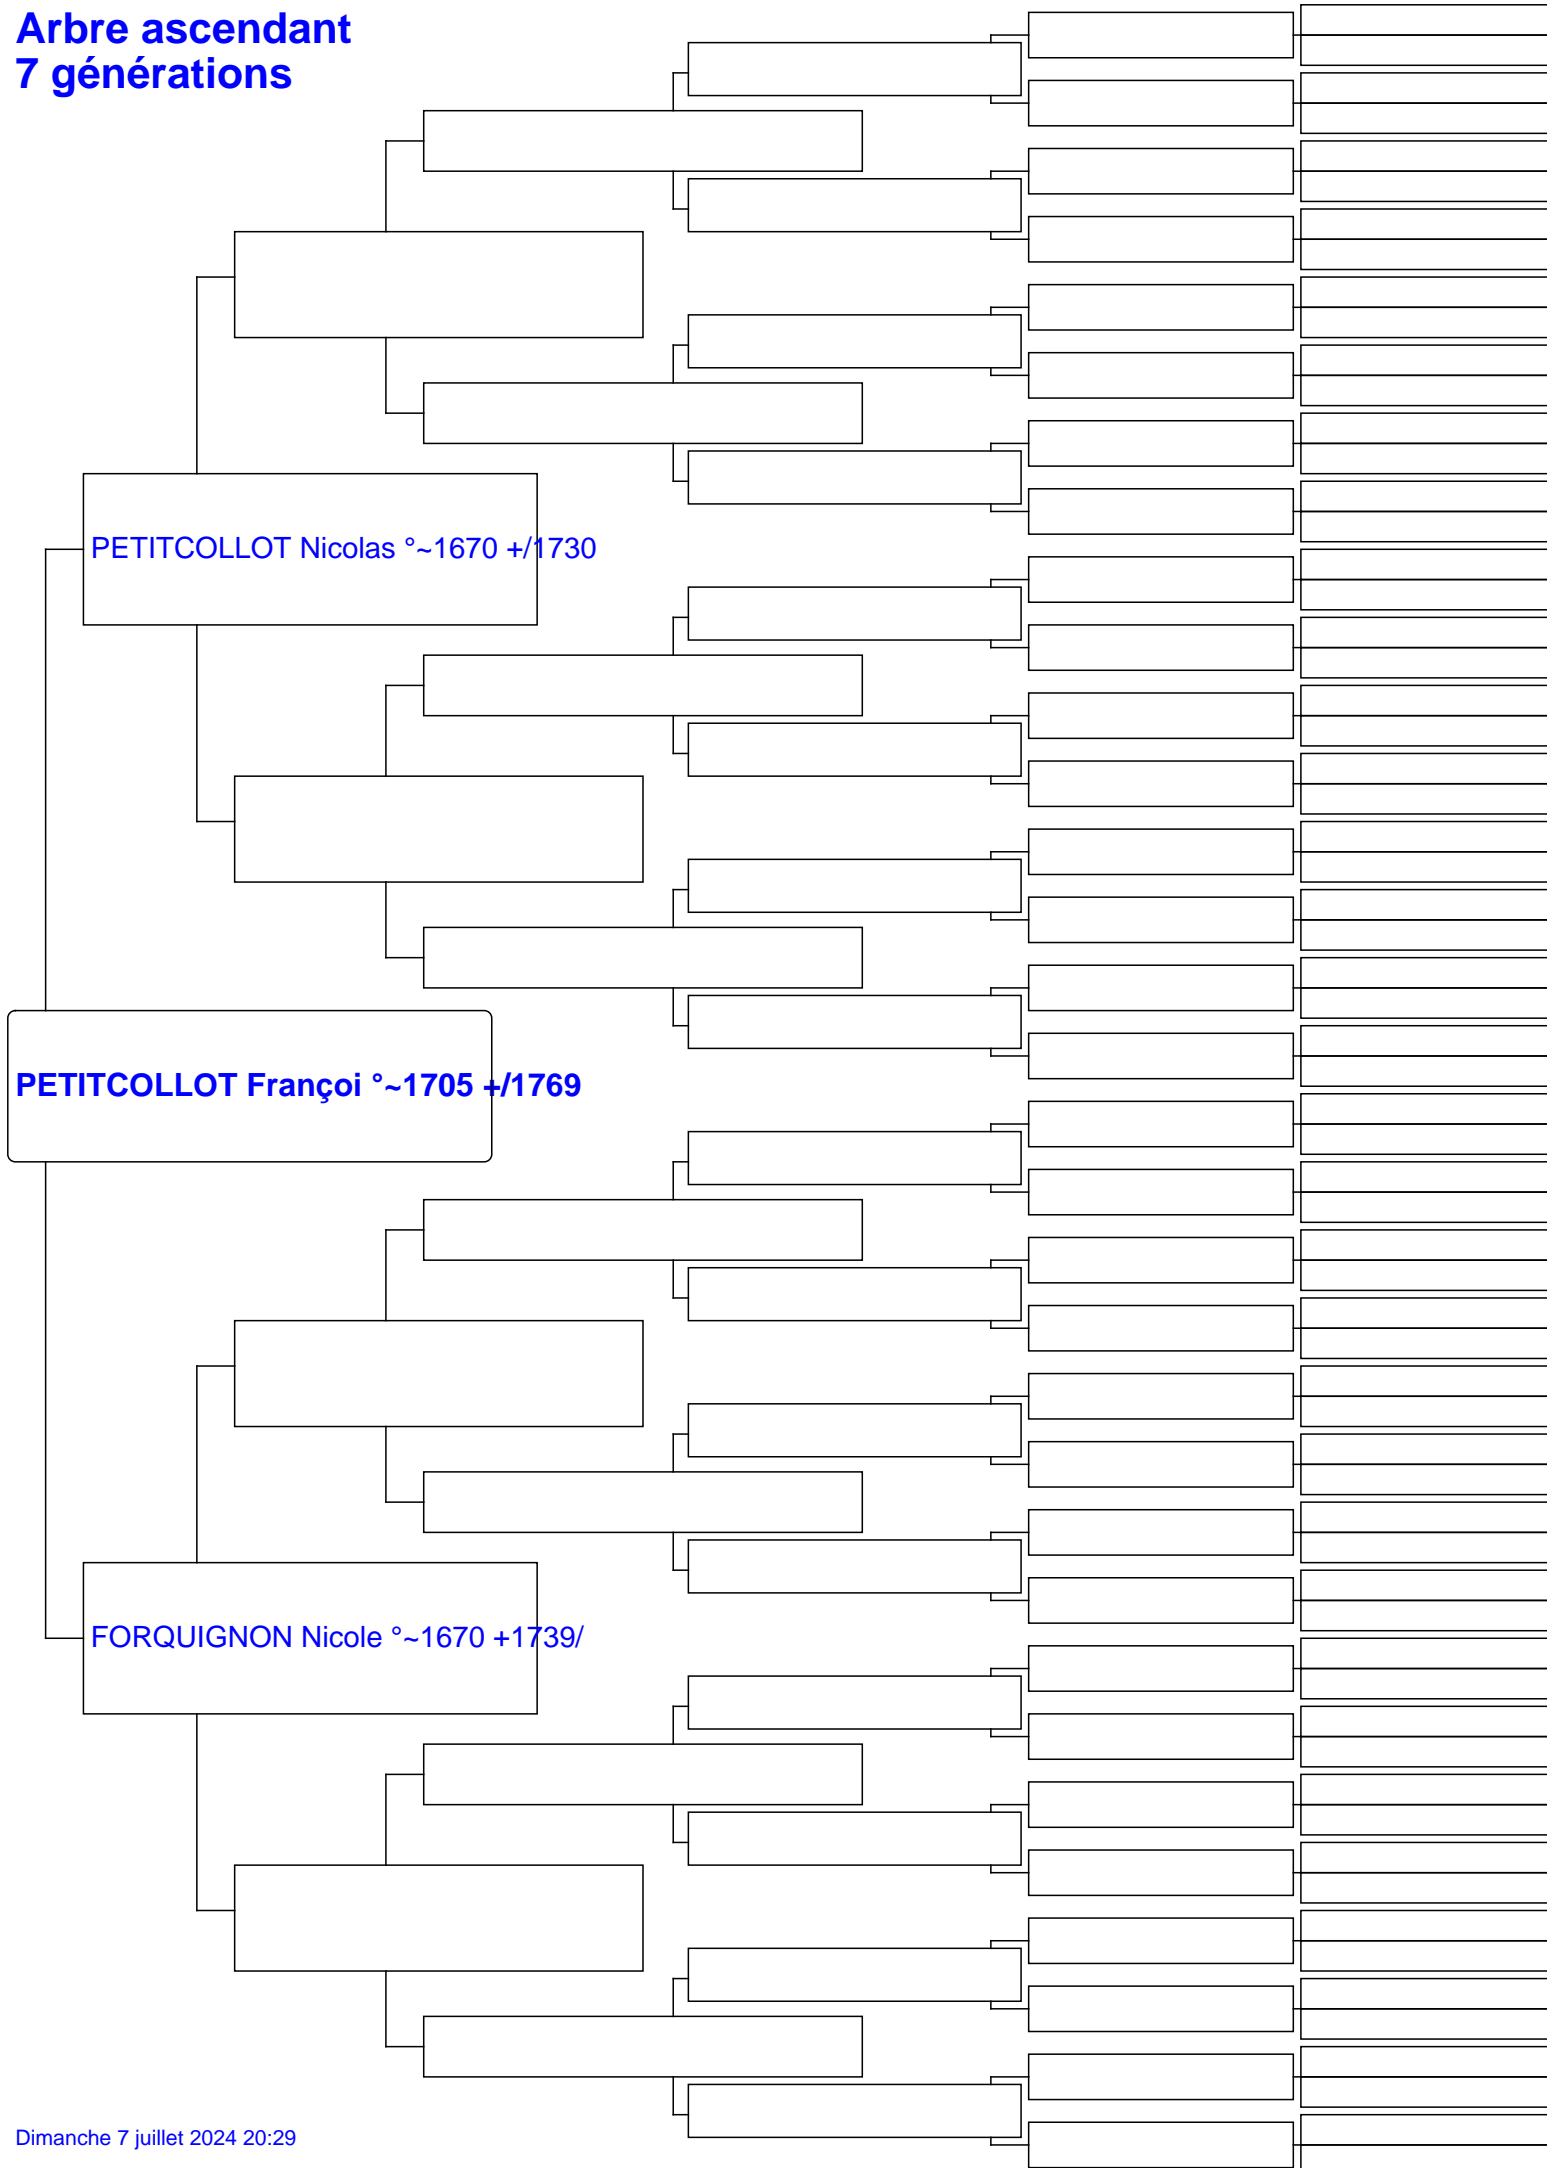 Arbre ascendant
7 générations
PETITCOLLOT Nicolas °~1670 +/1730
PETITCOLLOT Françoi °~1705 +/1769
FORQUIGNON Nicole °~1670 +1739/
Dimanche 7 juillet 2024 20:29